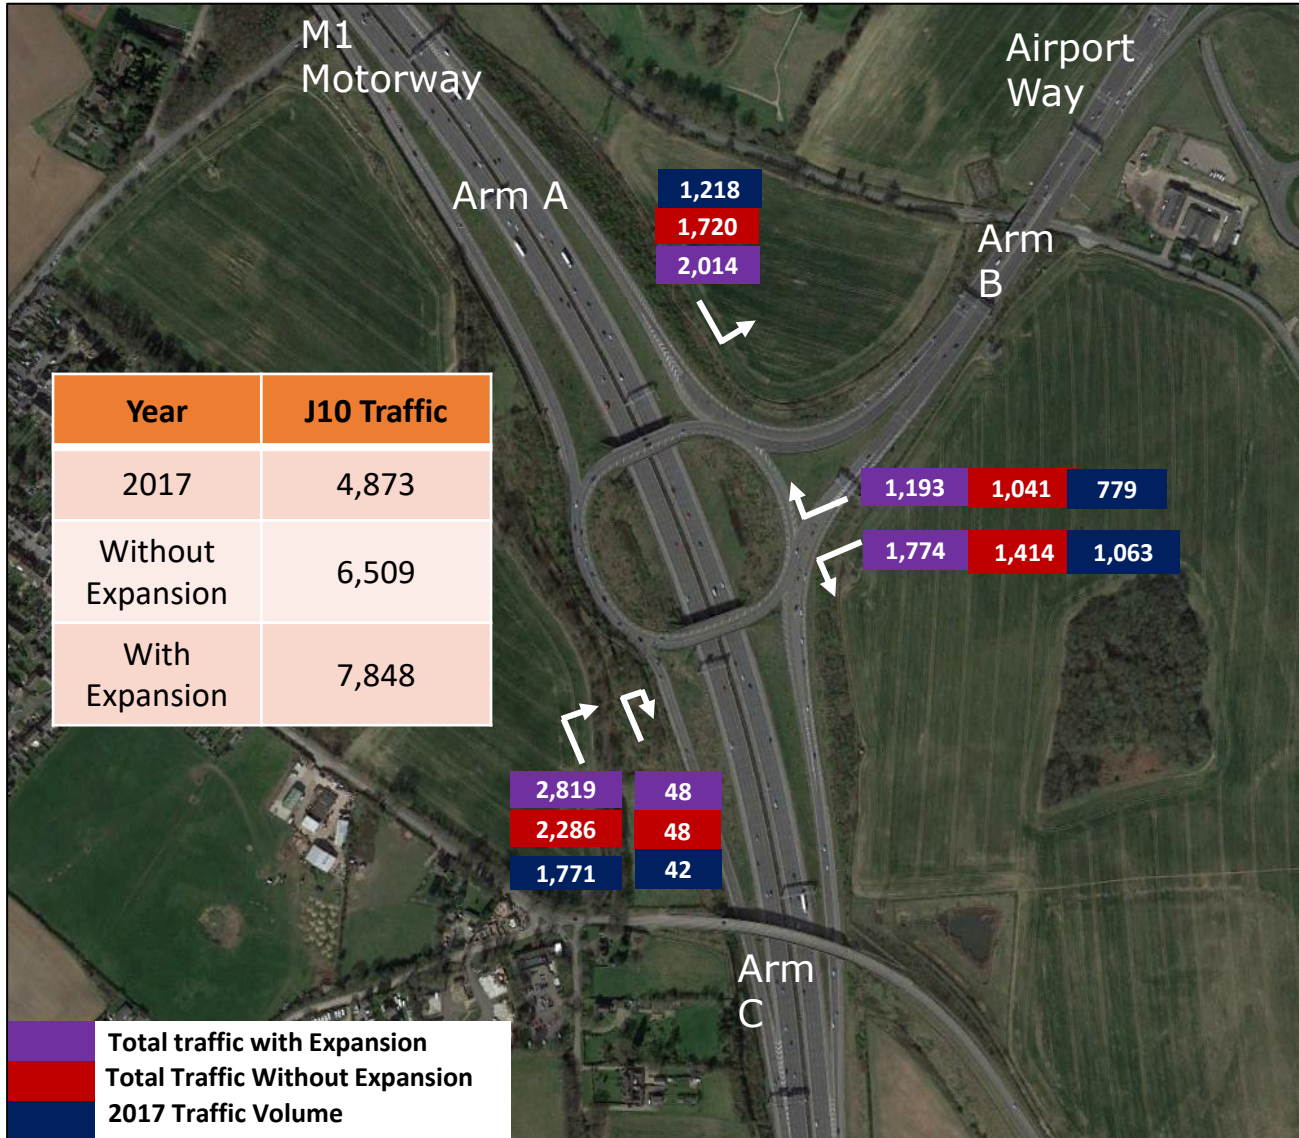 M1
Motorway
Airport
Way
Arm A
1,218
1,720
2,014
Arm
B
Year J10 Traffic
2017 4,873
Without
Expansion 6,509
With
Expansion 7,848
1,193 1,041 779
1,774 1,414 1,063
2,819 48
2,286 48
1,771 42
Arm
C
Total traffic with Expansion
Total Traffic Without Expansion
2017 Traffic Volume